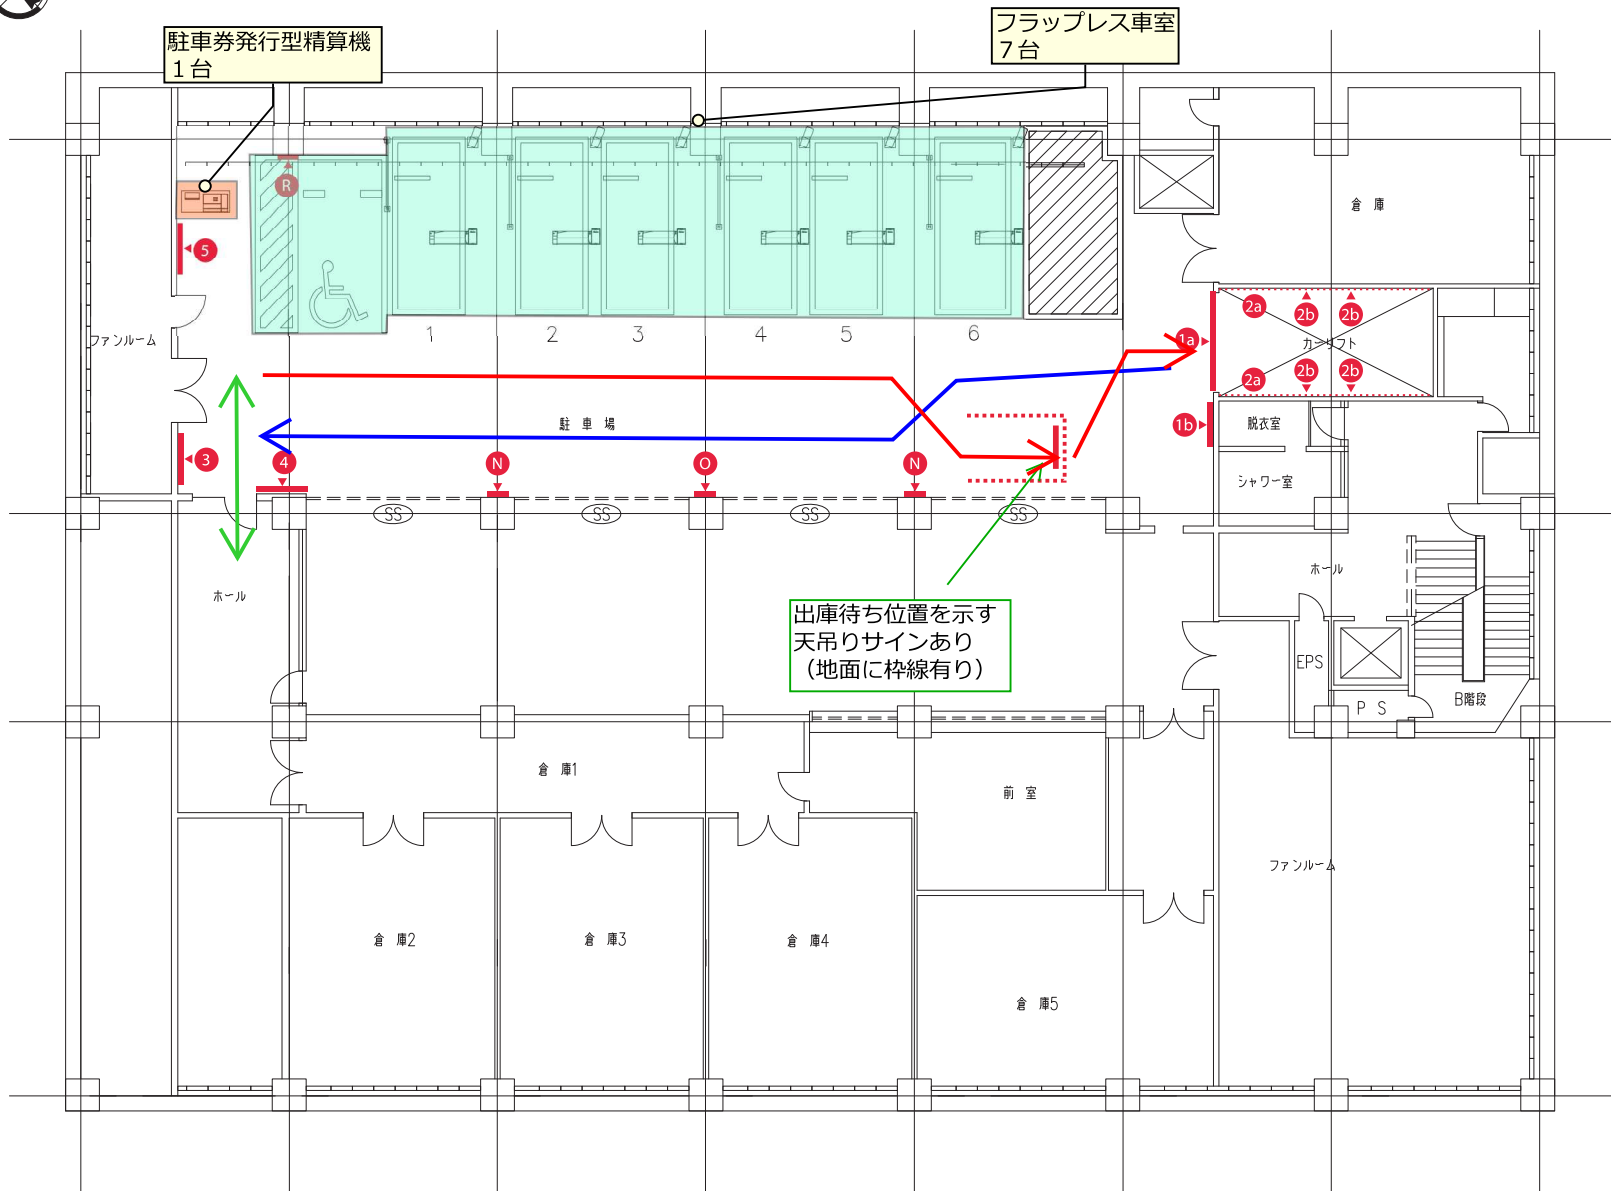 駐車券発行型精算機
1台
フラップレス車室
7台
R
5
倉 庫
ファンルーム
1 2 3 4 5 6
1a
2a
2b
2b
カーリフト
2a
2b
2b
1b
脱衣室
シャワー室
駐 車 場
3
4
N
O
N
SS
SS
SS
SS
ホール
ホール
出庫待ち位置を示す
天吊りサインあり
（地面に枠線有り）
EPS
P S
B階段
倉 庫1
前 室
ファンルーム
倉 庫2
倉 庫3
倉 庫4
倉 庫5